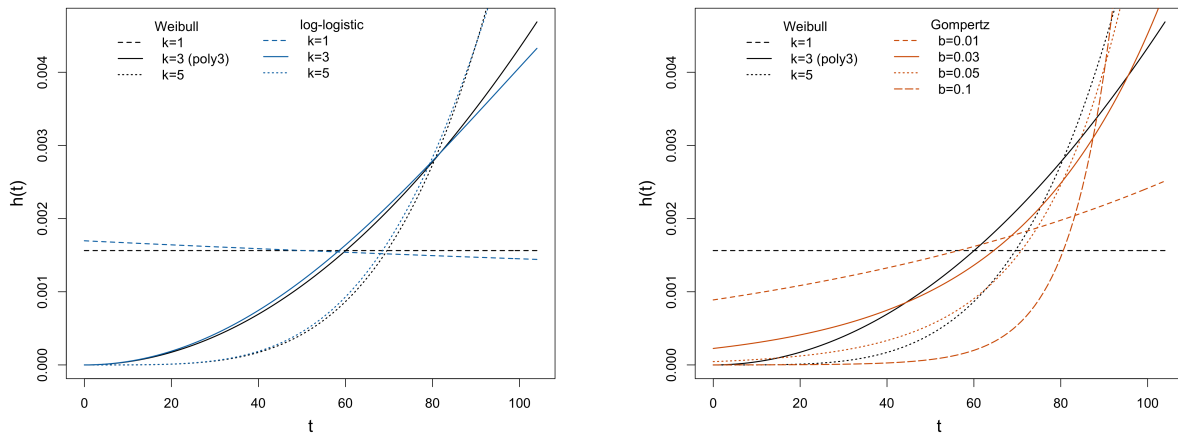 Weibull
k=1
k=3 (poly3)
k=5
log-logistic
k=1
k=3
k=5
h(t)
0.000
0.001
0.002
0.003
0.004
0
20
40
60
80
100
t
Weibull
k=1
k=3 (poly3)
k=5
Gompertz
b=0.01
b=0.03
b=0.05
b=0.1
h(t)
0.000
0.001
0.002
0.003
0.004
0
20
40
60
80
100
t